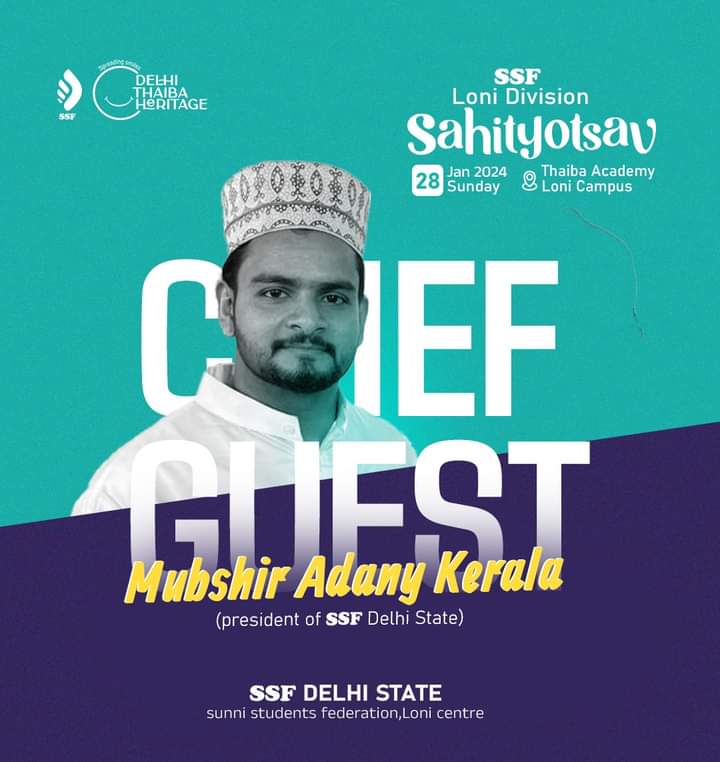 SSF
Spreading smiles
DELHI
THAIBA
HERITAGE
SSF
Loni Division
Sahityotsav
28 Jan 2024
Sunday
Thaiba Academy
Loni Campus
CHIEF
GUEST
Mubshir Adany Kerala
(president of SSF Delhi State)
SSF DELHI STATE
sunni students federation,Loni centre